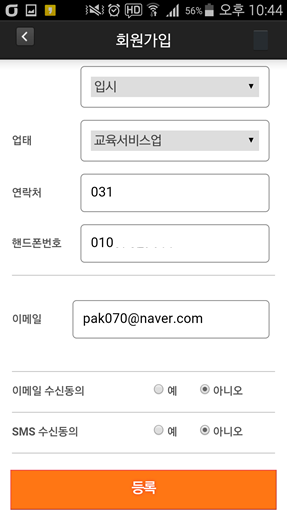 HD 56% 오후 10:44
회원가입
입시
업태 교육서비스업
연락처 031
핸드폰번호 010
이메일 pak070@naver.com
이메일 수신동의 예 아니오
SMS 수신동의 예 아니오
등록